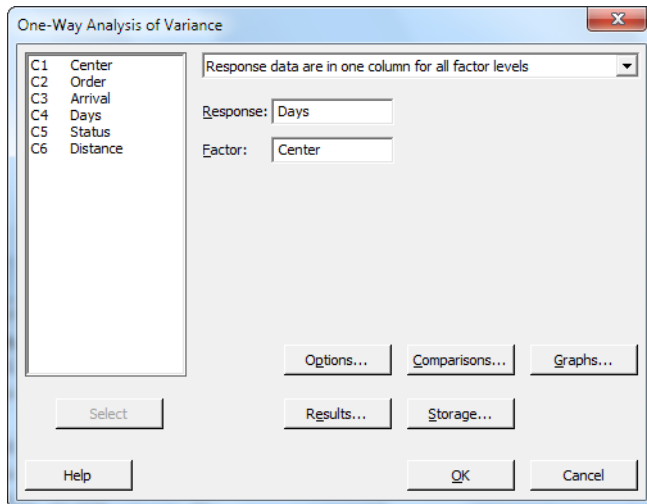 One-Way Analysis of Variance
C1 Center
C2 Order
C3 Arrival
C4 Days
C5 Status
C6 Distance
Response data are in one column for all factor levels
Response: Days
Factor: Center
Options... Comparisons... Graphs...
Select Results... Storage...
Help OK Cancel